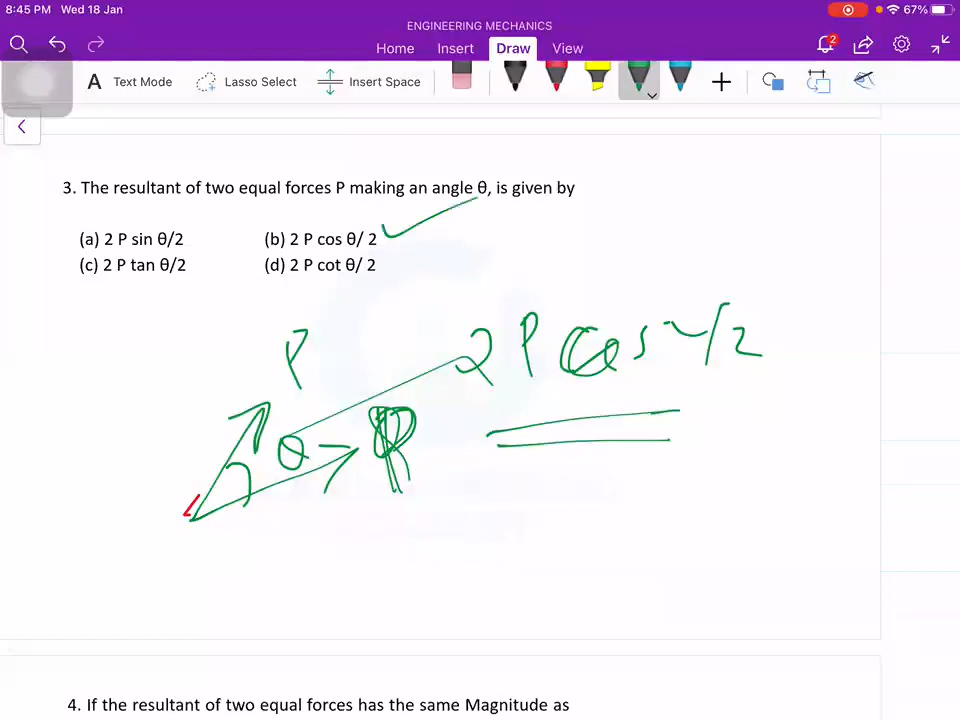 8:45 PM Wed 18 Jan 67%
ENGINEERING MECHANICS
Home Insert Draw View
2
A Text Mode Lasso Select Insert Space
3. The resultant of two equal forces P making an angle θ, is given by
(a) 2 P sin θ/2 (b) 2 P cos θ/ 2
(c) 2 P tan θ/2 (d) 2 P cot θ/ 2
P 2 P cos /2
θ
4. If the resultant of two equal forces has the same Magnitude as